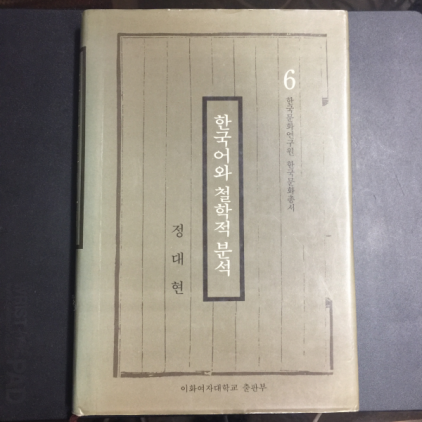 6
한국문화연구원 한국문화총서
한국어와 철학적 분석
정대현
이화여자대학교 출판부
PAD